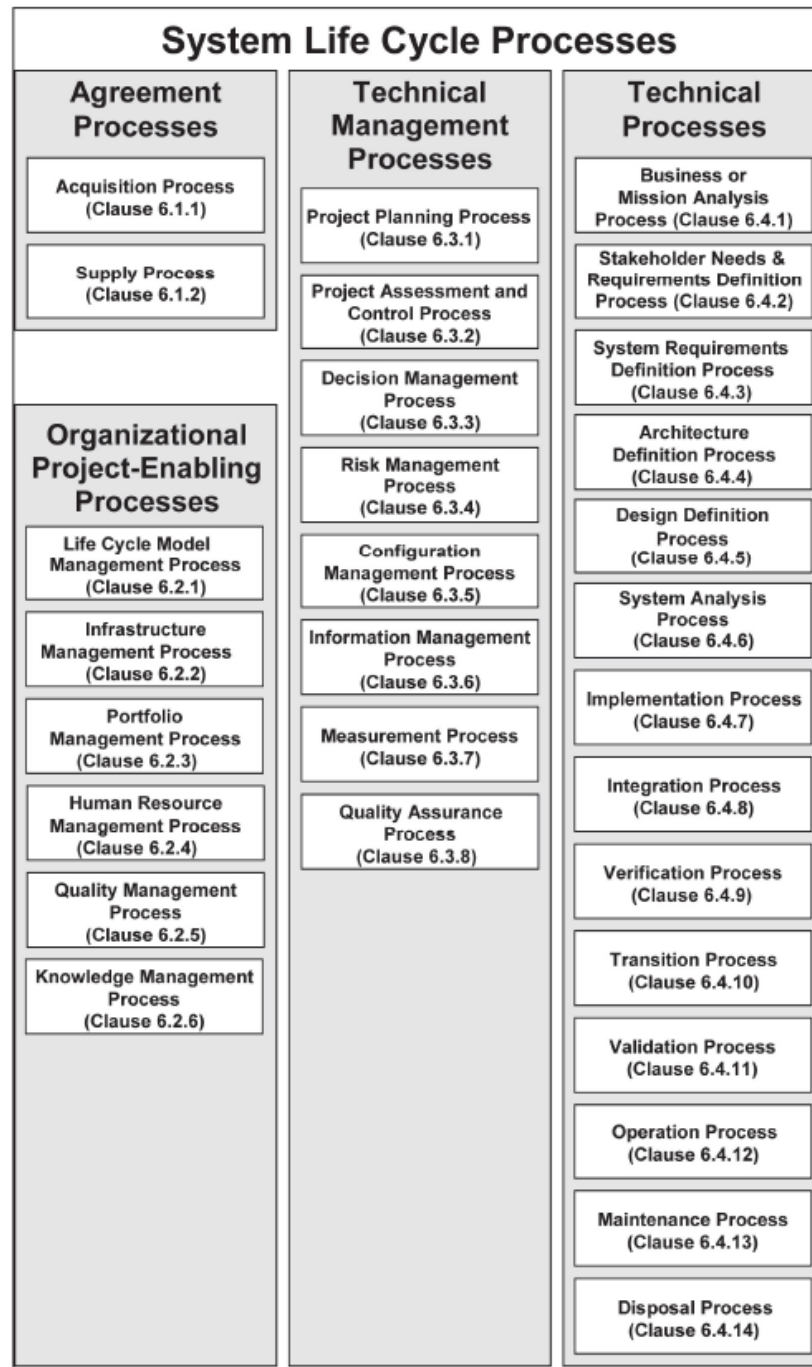 System Life Cycle Processes
Agreement
Processes
Acquisition Process
(Clause 6.1.1)
Supply Process
(Clause 6.1.2)
Organizational
Project-Enabling
Processes
Life Cycle Model
Management Process
(Clause 6.2.1)
Infrastructure
Management Process
(Clause 6.2.2)
Portfolio
Management Process
(Clause 6.2.3)
Human Resource
Management Process
(Clause 6.2.4)
Quality Management
Process
(Clause 6.2.5)
Knowledge Management
Process
(Clause 6.2.6)
Technical
Management
Processes
Project Planning Process
(Clause 6.3.1)
Project Assessment and
Control Process
(Clause 6.3.2)
Decision Management
Process
(Clause 6.3.3)
Risk Management
Process
(Clause 6.3.4)
Configuration
Management Process
(Clause 6.3.5)
Information Management
Process
(Clause 6.3.6)
Measurement Process
(Clause 6.3.7)
Quality Assurance
Process
(Clause 6.3.8)
Technical
Processes
Business or
Mission Analysis
Process (Clause 6.4.1)
Stakeholder Needs &
Requirements Definition
Process (Clause 6.4.2)
System Requirements
Definition Process
(Clause 6.4.3)
Architecture
Definition Process
(Clause 6.4.4)
Design Definition
Process
(Clause 6.4.5)
System Analysis
Process
(Clause 6.4.6)
Implementation Process
(Clause 6.4.7)
Integration Process
(Clause 6.4.8)
Verification Process
(Clause 6.4.9)
Transition Process
(Clause 6.4.10)
Validation Process
(Clause 6.4.11)
Operation Process
(Clause 6.4.12)
Maintenance Process
(Clause 6.4.13)
Disposal Process
(Clause 6.4.14)